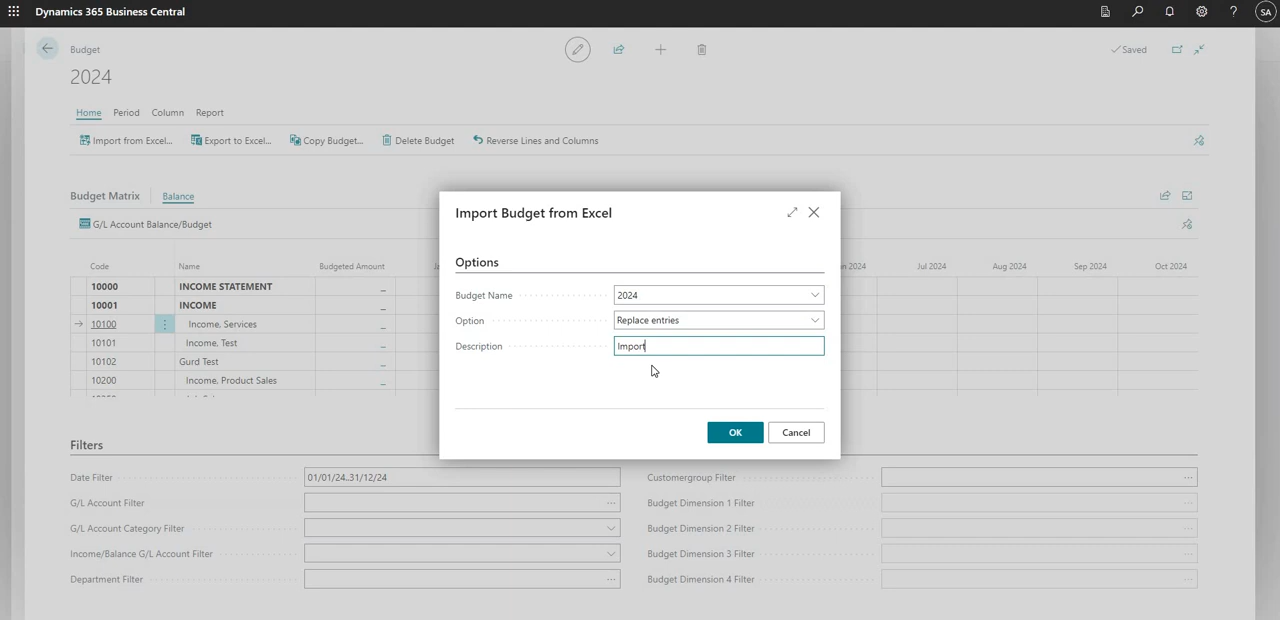 Dynamics 365 Business Central
SA
Budget
Saved
2024
Home Period Column Report
Import from Excel... Export to Excel... Copy Budget... Delete Budget Reverse Lines and Columns
Budget Matrix Balance
G/L Account Balance/Budget
Code Name Budgeted Amount 2024 Jul 2024 Aug 2024 Sep 2024 Oct 2024
10000 INCOME STATEMENT _
10001 INCOME _
10100 Income, Services _
10101 Income, Test _
10102 Gurd Test _
10200 Income, Product Sales _
Import Budget from Excel
Options
Budget Name 2024
Option Replace entries
Description Import
OK Cancel
Filters
Date Filter 01/01/24..31/12/24
G/L Account Filter
G/L Account Category Filter
Income/Balance G/L Account Filter
Department Filter
Customergroup Filter
Budget Dimension 1 Filter
Budget Dimension 2 Filter
Budget Dimension 3 Filter
Budget Dimension 4 Filter